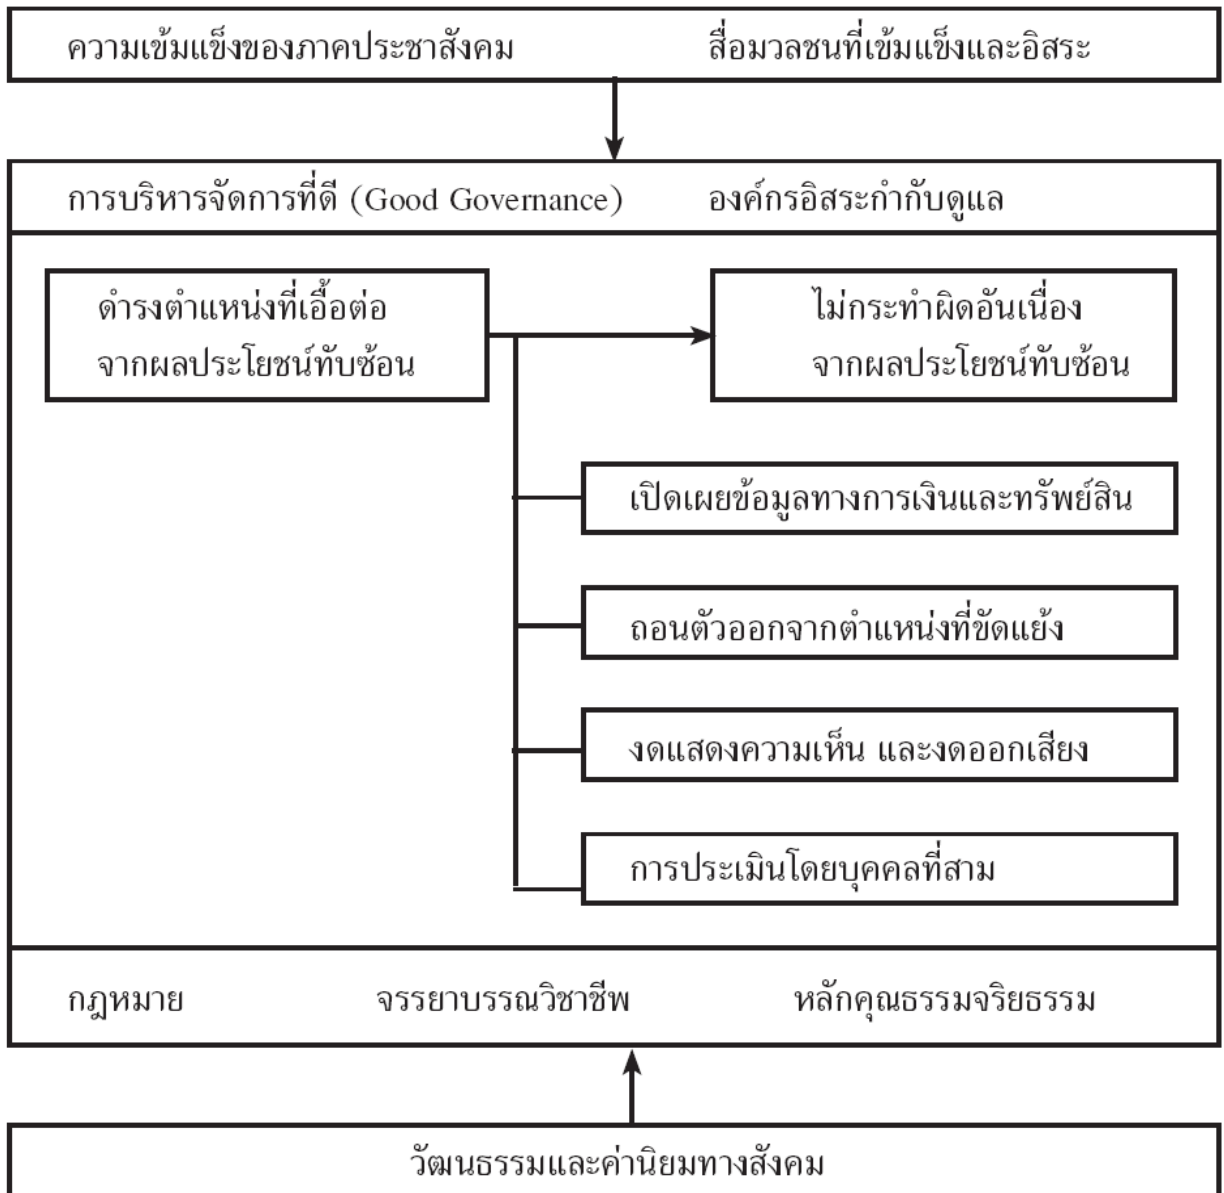 ความเข้มแข็งของภาคประชาสังคม สื่อมวลชนที่เข้มแข็งและอิสระ
การบริหารจัดการที่ดี (Good Governance) องค์กรอิสระกำกับดูแล
ดำรงตำแหน่งที่เอื้อต่อ
จากผลประโยชน์ทับซ้อน
ไม่กระทำผิดอันเนื่อง
จากผลประโยชน์ทับซ้อน
เปิดเผยข้อมูลทางการเงินและทรัพย์สิน
ถอนตัวออกจากตำแหน่งที่ขัดแย้ง
งดแสดงความเห็น และงดออกเสียง
การประเมินโดยบุคคลที่สาม
กฎหมาย จรรยาบรรณวิชาชีพ หลักคุณธรรมจริยธรรม
วัฒนธรรมและค่านิยมทางสังคม